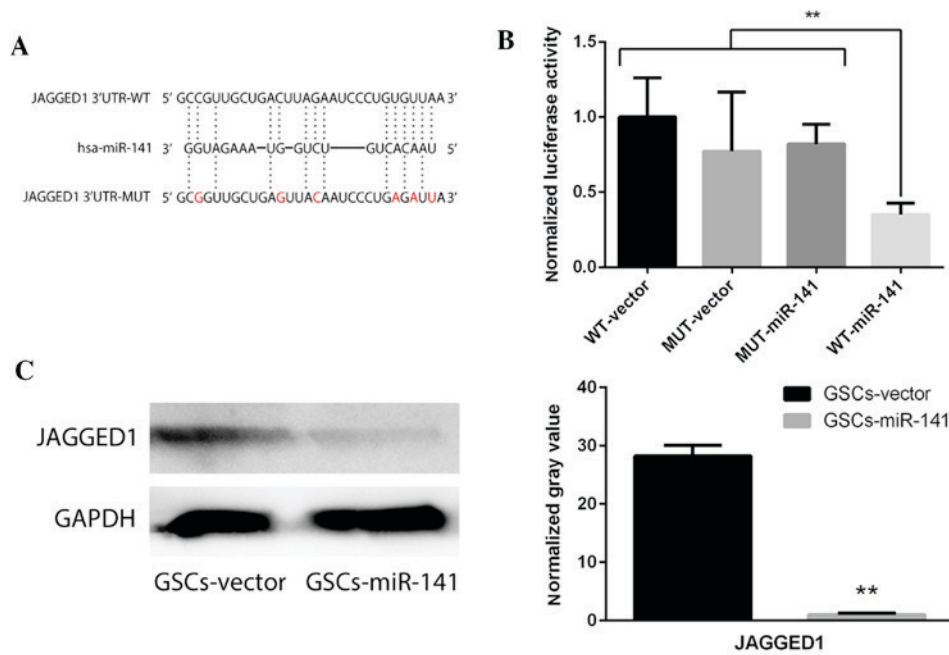 A
JAGGED1 3'UTR-WT 5' GCCGUUGCUGACUUAGAAUCCCUGUGUUAA 3'
hsa-miR-141 3' GGUAGAAA–UG–GUCU––GUCACAAU 5'
JAGGED1 3'UTR-MUT 5' GCGGUUGCUGAGUUACAAUCCCUGAGAUUA 3'
B
**
Normalized luciferase activity
1.5
1.0
0.5
0.0
WT-vector
MUT-vector
MUT-miR-141
WT-miR-141
C
JAGGED1
GAPDH
GSCs-vector GSCs-miR-141
GSCs-vector
GSCs-miR-141
Normalized gray value
40
30
20
10
0
**
JAGGED1